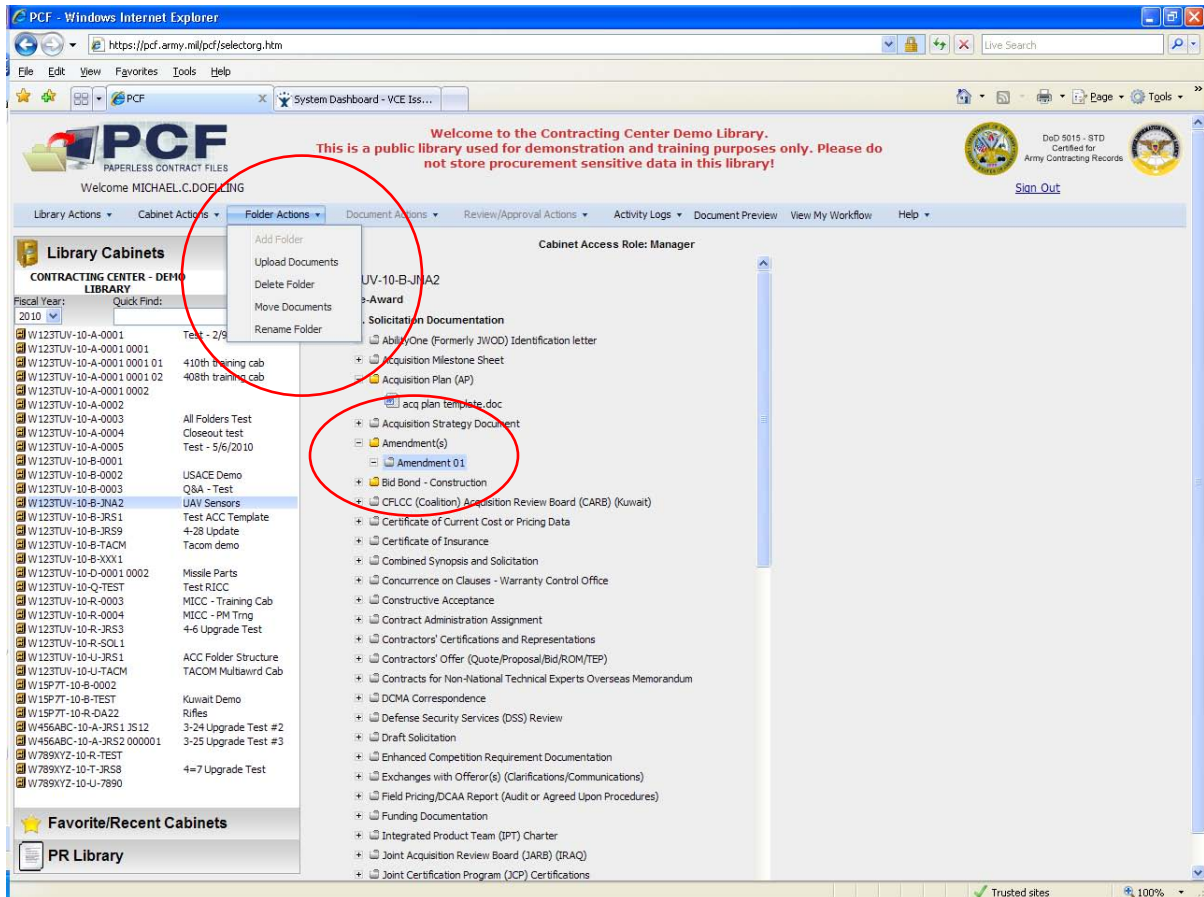 PCF - Windows Internet Explorer
https://pcf.army.mil/pcf/selectorg.htm
Live Search
File Edit View Favorites Tools Help
PCF
System Dashboard - VCE Iss...
Page
Tools
PCF
PAPERLESS CONTRACT FILES
Welcome MICHAEL.C.DOELLING
Welcome to the Contracting Center Demo Library.
This is a public library used for demonstration and training purposes only. Please do
not store procurement sensitive data in this library!
DoD 5015 - STD
Certified for
Army Contracting Records
Sign Out
Library Actions Cabinet Actions Folder Actions Document Actions Review/Approval Actions Activity Logs Document Preview View My Workflow Help
Add Folder
Upload Documents
Delete Folder
Move Documents
Rename Folder
Library Cabinets
CONTRACTING CENTER - DEMO
LIBRARY
Fiscal Year: Quick Find:
2010
W123TUV-10-A-0001 Test - 2/9
W123TUV-10-A-0001 0001
W123TUV-10-A-0001 0001 01 410th training cab
W123TUV-10-A-0001 0001 02 408th training cab
W123TUV-10-A-0001 0002
W123TUV-10-A-0002
W123TUV-10-A-0003 All Folders Test
W123TUV-10-A-0004 Closeout test
W123TUV-10-A-0005 Test - 5/6/2010
W123TUV-10-B-0001
W123TUV-10-B-0002 USACE Demo
W123TUV-10-B-0003 Q&A - Test
W123TUV-10-B-JNA2 UAV Sensors
W123TUV-10-B-JRS1 Test ACC Template
W123TUV-10-B-JRS9 4-28 Update
W123TUV-10-B-TACM Tacom demo
W123TUV-10-B-XXX1
W123TUV-10-D-0001 0002 Missile Parts
W123TUV-10-Q-TEST Test RICC
W123TUV-10-R-0003 MICC - Training Cab
W123TUV-10-R-0004 MICC - PM Trng
W123TUV-10-R-JRS3 4-6 Upgrade Test
W123TUV-10-R-SOL1
W123TUV-10-U-JRS1 ACC Folder Structure
W123TUV-10-U-TACM TACOM Multiawrd Cab
W15P7T-10-B-0002
W15P7T-10-B-TEST Kuwait Demo
W15P7T-10-R-DA22 Rifles
W456ABC-10-A-JRS1 JS12 3-24 Upgrade Test #2
W456ABC-10-A-JRS2 000001 3-25 Upgrade Test #3
W789XYZ-10-R-TEST
W789XYZ-10-T-JRS8 4=7 Upgrade Test
W789XYZ-10-U-7890
Favorite/Recent Cabinets
PR Library
Cabinet Access Role: Manager
UV-10-B-JNA2
e-Award
. Solicitation Documentation
AbilityOne (Formerly JWOD) Identification letter
Acquisition Milestone Sheet
Acquisition Plan (AP)
acq plan template.doc
Acquisition Strategy Document
Amendment(s)
Amendment 01
Bid Bond - Construction
CFLCC (Coalition) Acquisition Review Board (CARB) (Kuwait)
Certificate of Current Cost or Pricing Data
Certificate of Insurance
Combined Synopsis and Solicitation
Concurrence on Clauses - Warranty Control Office
Constructive Acceptance
Contract Administration Assignment
Contractors' Certifications and Representations
Contractors' Offer (Quote/Proposal/Bid/ROM/TEP)
Contracts for Non-National Technical Experts Overseas Memorandum
DCMA Correspondence
Defense Security Services (DSS) Review
Draft Solicitation
Enhanced Competition Requirement Documentation
Exchanges with Offeror(s) (Clarifications/Communications)
Field Pricing/DCAA Report (Audit or Agreed Upon Procedures)
Funding Documentation
Integrated Product Team (IPT) Charter
Joint Acquisition Review Board (JARB) (IRAQ)
Joint Certification Program (JCP) Certifications
Trusted sites
100%